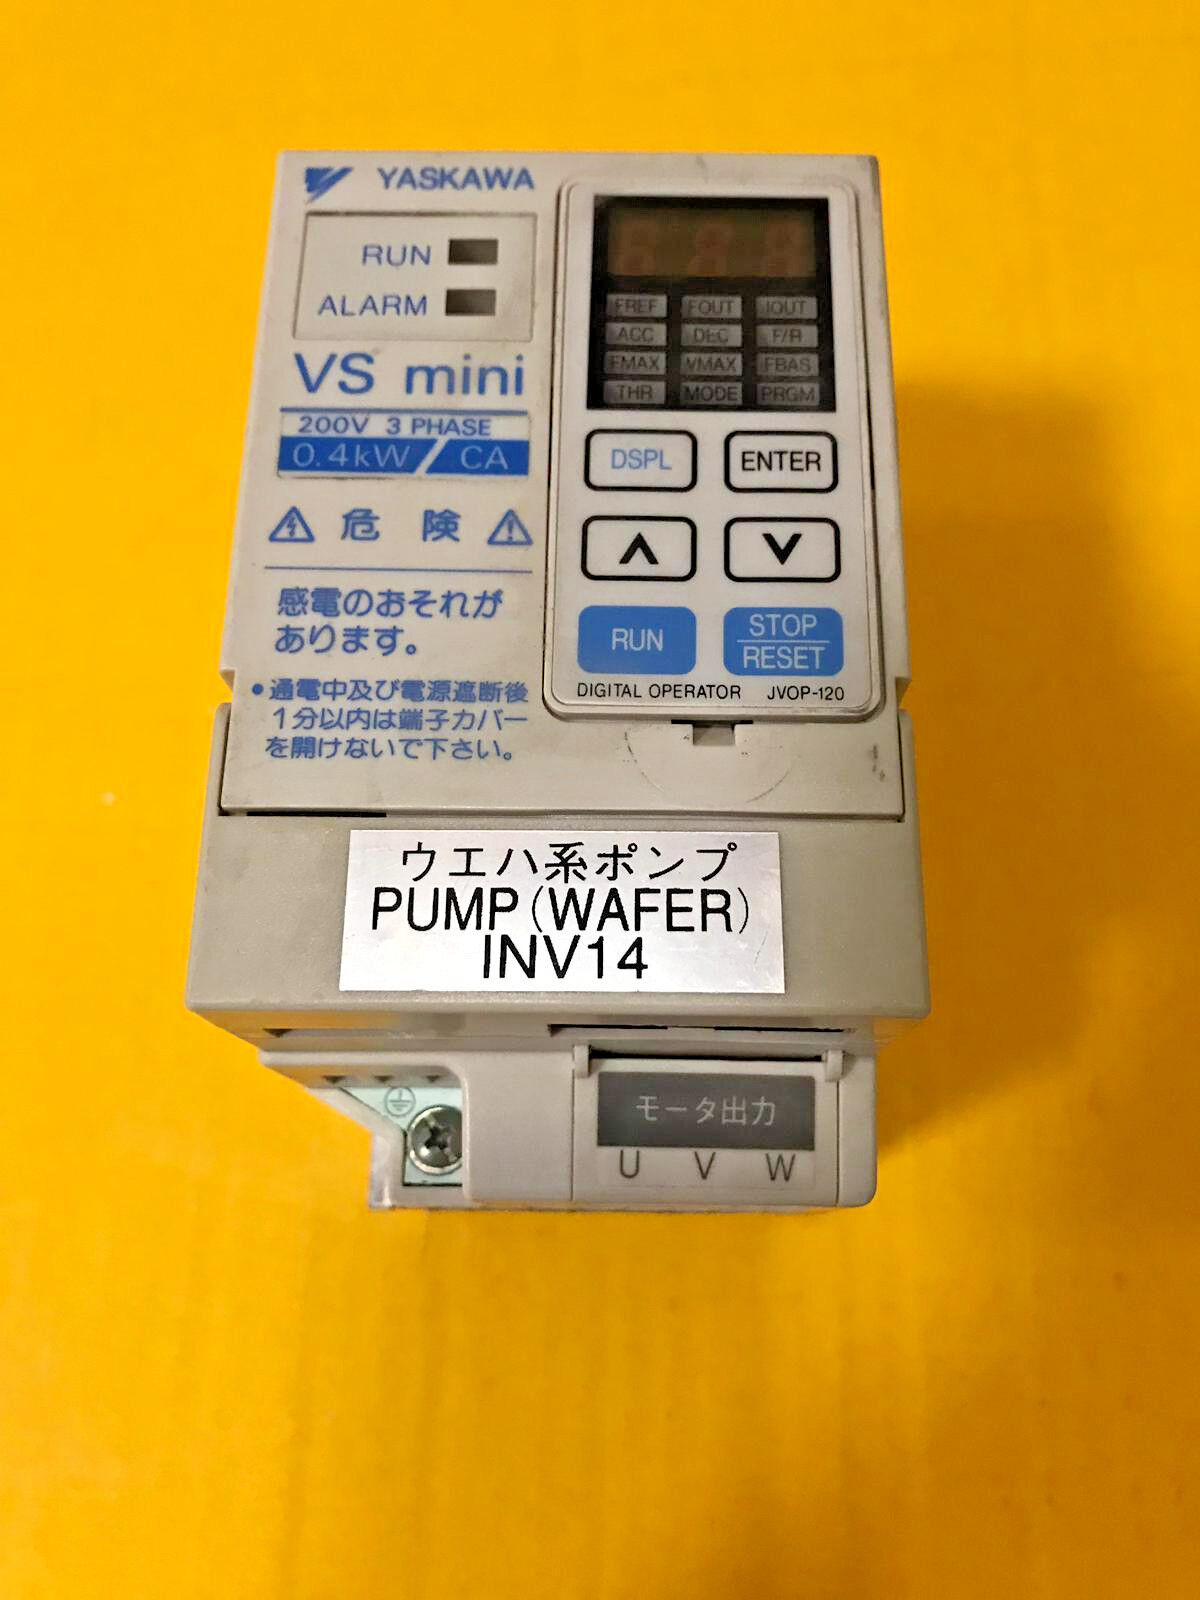 YASKAWA
RUN
ALARM
VS mini
200V 3 PHASE
0.4kW/CA
危険
感電のおそれが
あります。
•通電中及び電源遮断後
1分以内は端子カバー
を開けないで下さい。
FREF FOUT IOUT
ACC DEC F/R
FMAX VMAX FBAS
THR MODE PRGM
DSPL ENTER
∧ ∨
RUN
STOP
RESET
DIGITAL OPERATOR JVOP-120
ウエハ系ポンプ
PUMP(WAFER)
INV14
モータ出力
U V W